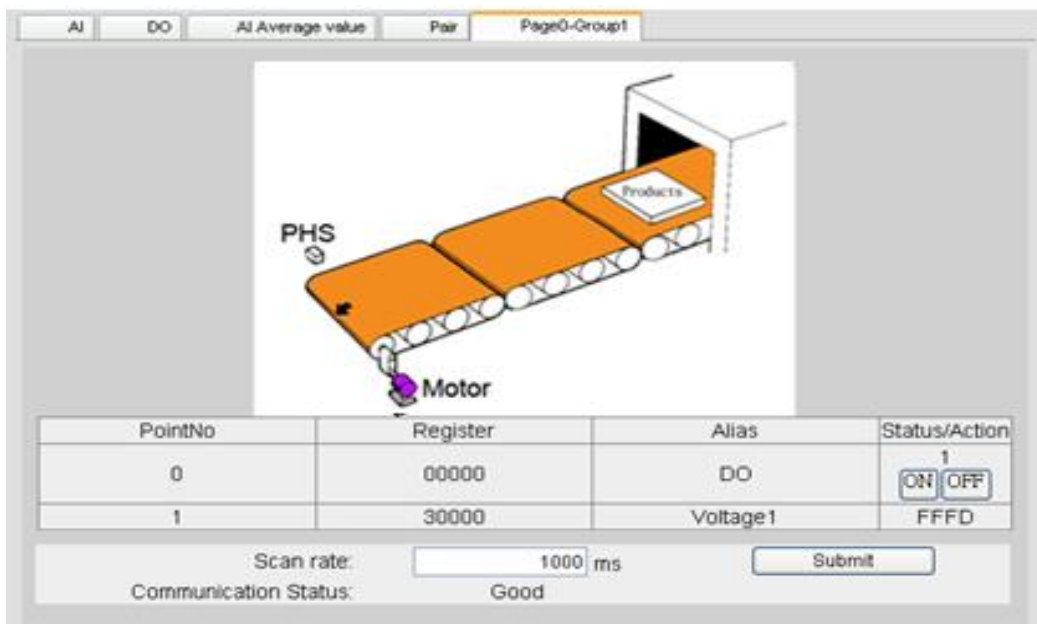 AI DO AI Average value Pair Page0-Group1
Products
PHS
Motor
PointNo Register Alias Status/Action
0 00000 DO 1
ON OFF
1 30000 Voltage1 FFFD
Scan rate: 1000 ms Submit
Communication Status: Good